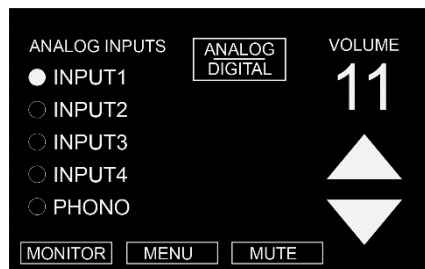 ANALOG INPUTS
INPUT1
INPUT2
INPUT3
INPUT4
PHONO
ANALOG
DIGITAL
VOLUME
11
MONITOR
MENU
MUTE